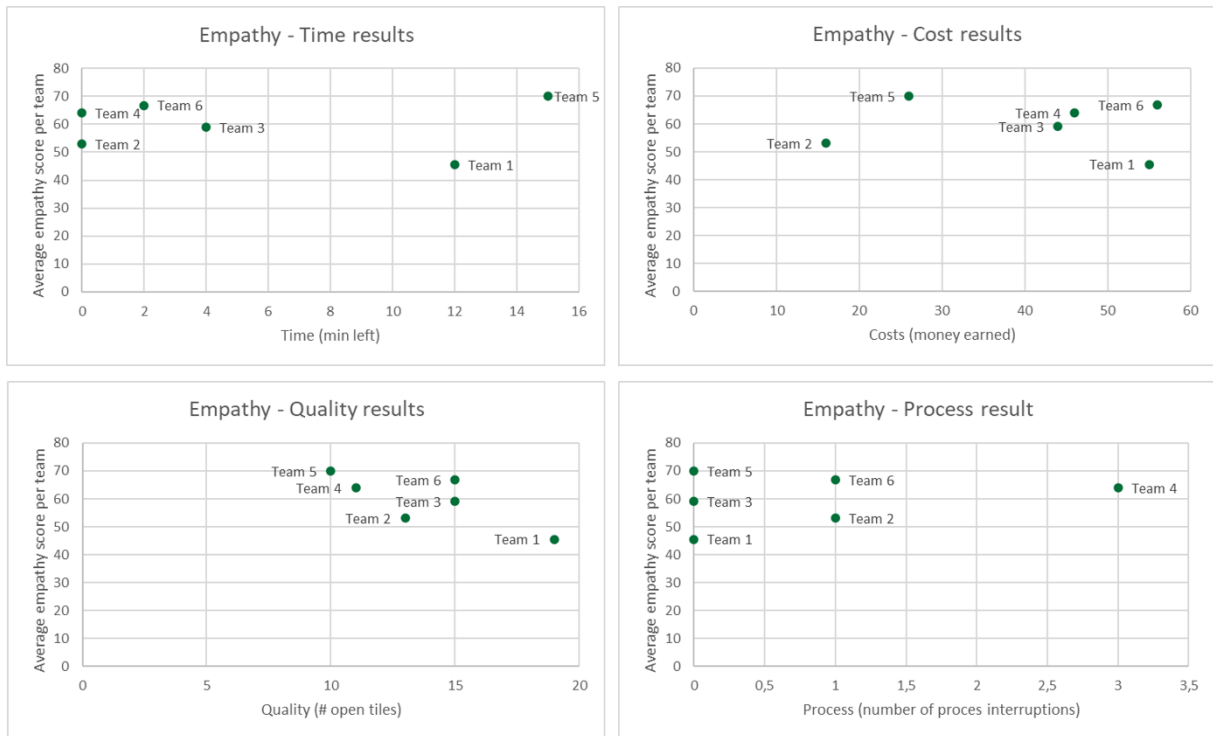 Empathy - Time results
Average empathy score per team
80
70
60
50
40
30
20
10
0
Team 4
Team 2
Team 6
Team 3
Team 1
Team 5
0 2 4 6 8 10 12 14 16
Time (min left)
Empathy - Cost results
Average empathy score per team
80
70
60
50
40
30
20
10
0
Team 5
Team 2
Team 4
Team 3
Team 6
Team 1
0 10 20 30 40 50 60
Costs (money earned)
Empathy - Quality results
Average empathy score per team
80
70
60
50
40
30
20
10
0
Team 5
Team 4
Team 6
Team 3
Team 2
Team 1
0 5 10 15 20
Quality (# open tiles)
Empathy - Process result
Average empathy score per team
80
70
60
50
40
30
20
10
0
Team 5
Team 3
Team 1
Team 6
Team 2
Team 4
0 0,5 1 1,5 2 2,5 3 3,5
Process (number of proces interruptions)